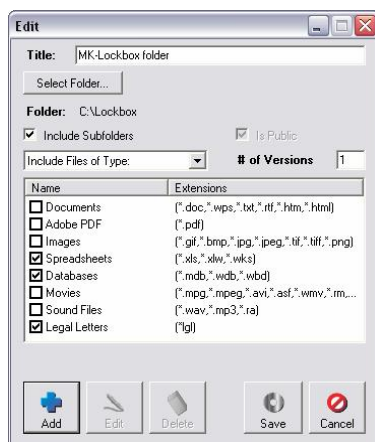 Edit
Title: MK-Lockbox folder
Select Folder...
Folder: C:\Lockbox
Include Subfolders Is Public
Include Files of Type: # of Versions 1
Name Extensions
Documents (*.doc,*.wps,*.txt,*.rtf,*.htm,*.html)
Adobe PDF (*.pdf)
Images (*.gif,*.bmp,*.jpg,*.jpeg,*.tif,*.tiff,*.png)
Spreadsheets (*.xls,*.xlw,*.wks)
Databases (*.mdb,*.wdb,*.wbd)
Movies (*.mpg,*.mpeg,*.avi,*.asf,*.wmv,*.rm,...
Sound Files (*.wav,*.mp3,*.ra)
Legal Letters (*lgl)
Add Edit Delete Save Cancel